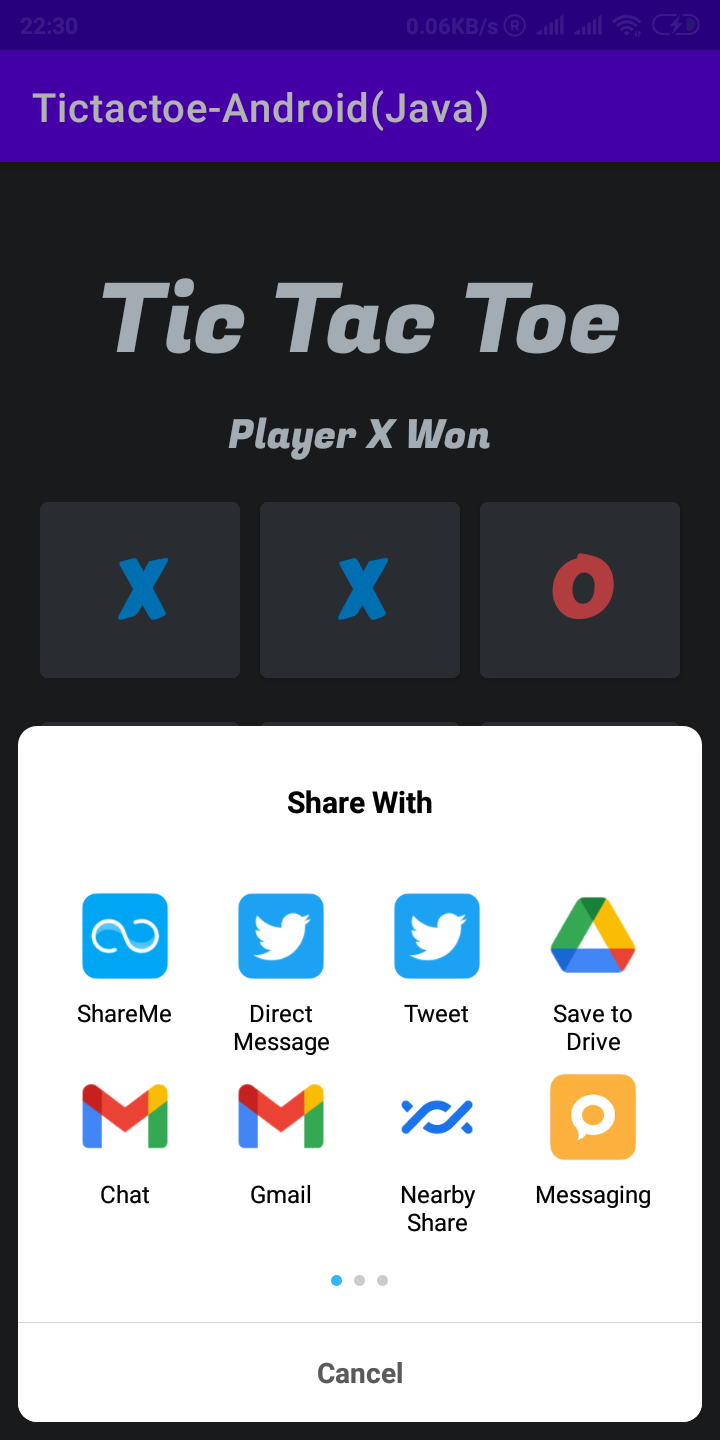 22:30 0.06KB/s R
Tictactoe-Android(Java)
Tic Tac Toe
Player X Won
X X O
Share With
ShareMe Direct Message Tweet Save to Drive
Chat Gmail Nearby Share Messaging
Cancel